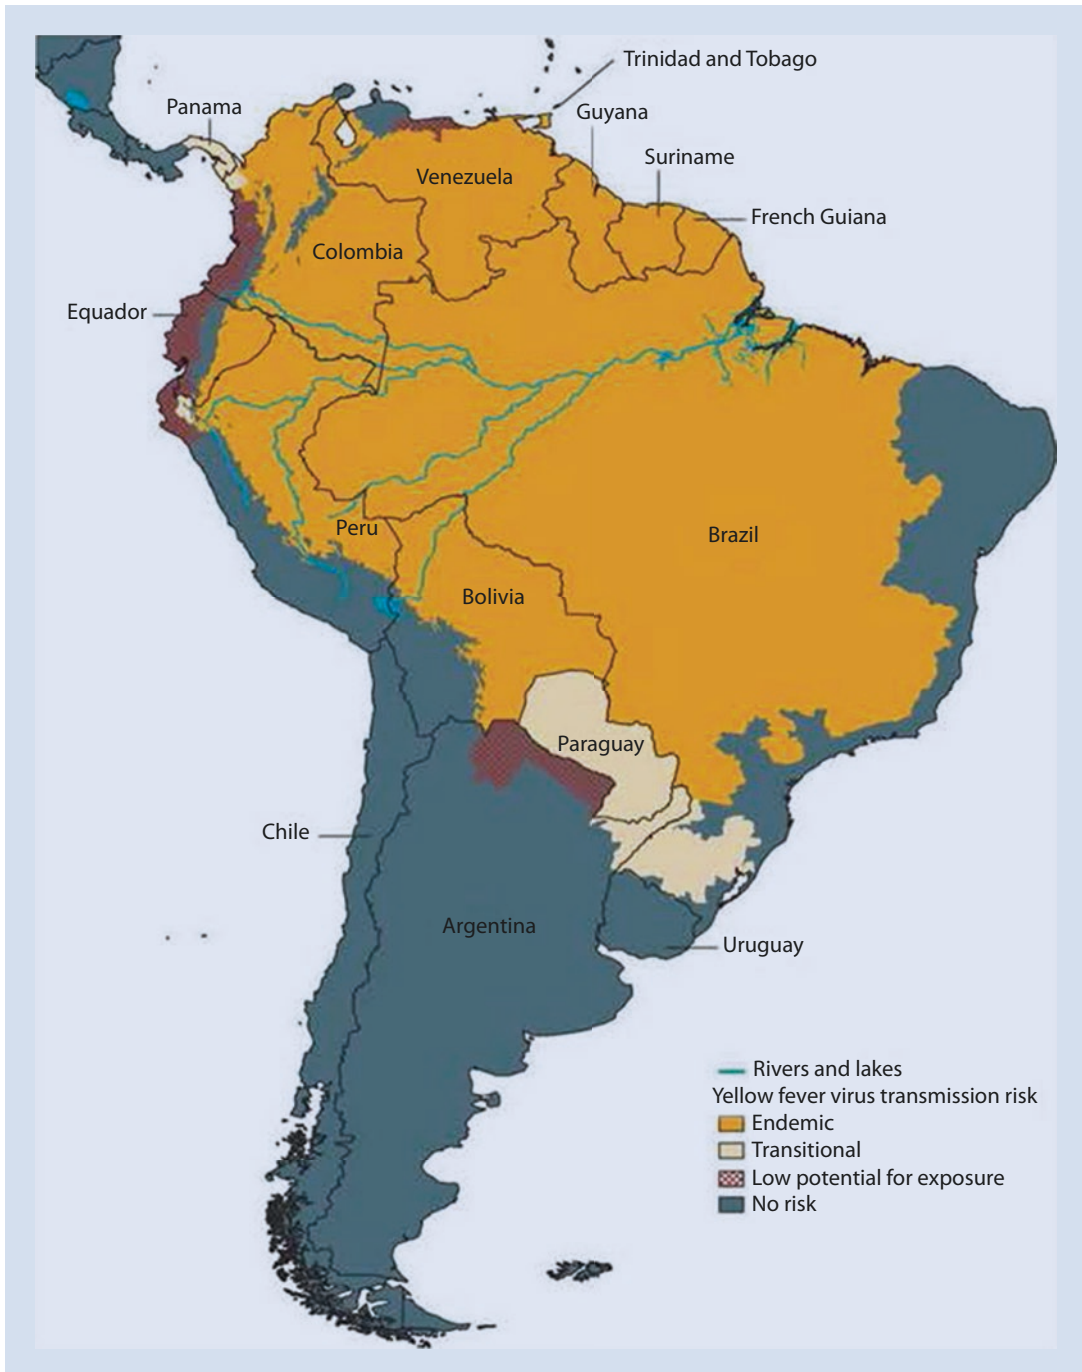 Trinidad and Tobago
Panama
Guyana
Suriname
Venezuela
French Guiana
Colombia
Equador
Peru
Brazil
Bolivia
Paraguay
Chile
Argentina
Uruguay
Rivers and lakes
Yellow fever virus transmission risk
Endemic
Transitional
Low potential for exposure
No risk